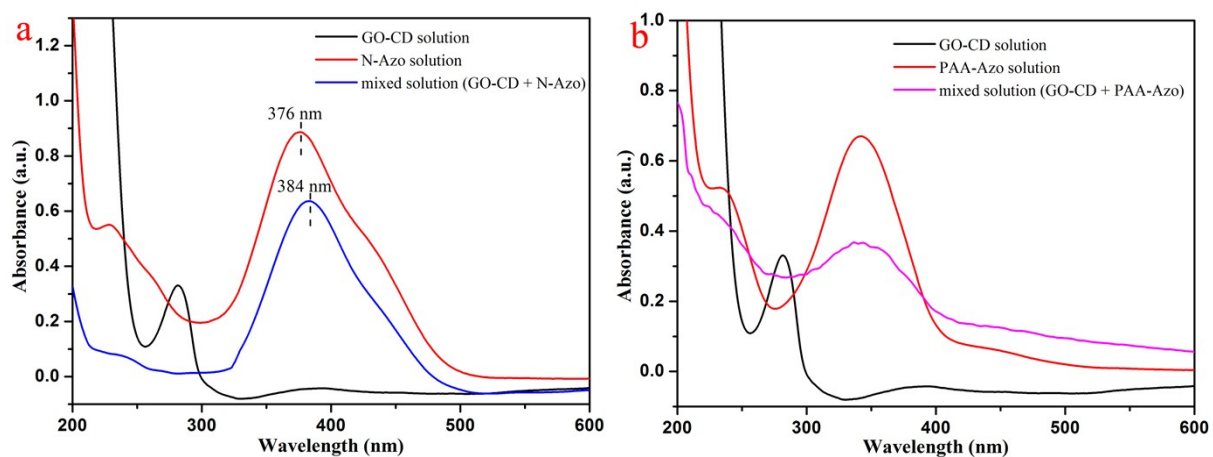 a
GO-CD solution
N-Azo solution
mixed solution (GO-CD + N-Azo)
376 nm
384 nm
Absorbance (a.u.)
1.2
1.0
0.8
0.6
0.4
0.2
0.0
200
300
400
500
600
Wavelength (nm)
b
GO-CD solution
PAA-Azo solution
mixed solution (GO-CD + PAA-Azo)
Absorbance (a.u.)
1.0
0.8
0.6
0.4
0.2
0.0
200
300
400
500
600
Wavelength (nm)